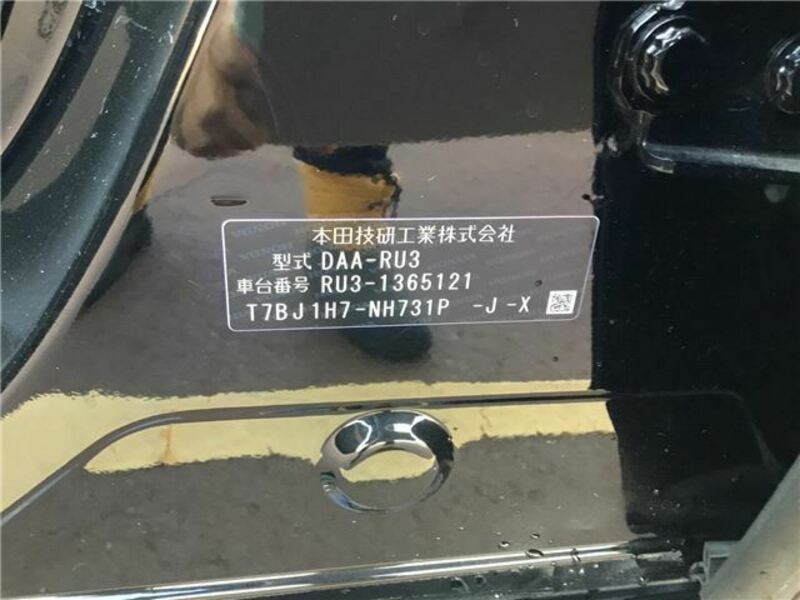 本田技研工業株式会社
型式 DAA-RU3
車台番号 RU3-1365121
T7BJ1H7-NH731P -J-X